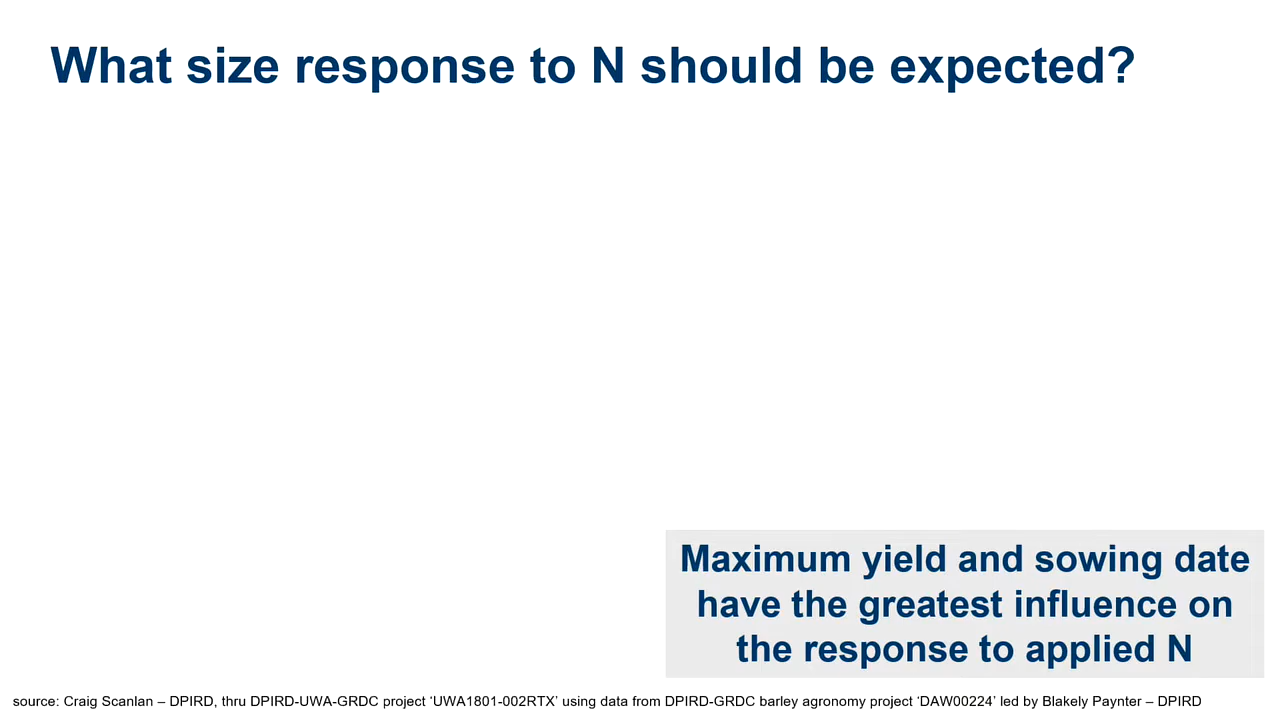 What size response to N should be expected?
Maximum yield and sowing date
have the greatest influence on
the response to applied N
source: Craig Scanlan – DPIRD, thru DPIRD-UWA-GRDC project ‘UWA1801-002RTX’ using data from DPIRD-GRDC barley agronomy project ‘DAW00224’ led by Blakely Paynter – DPIRD